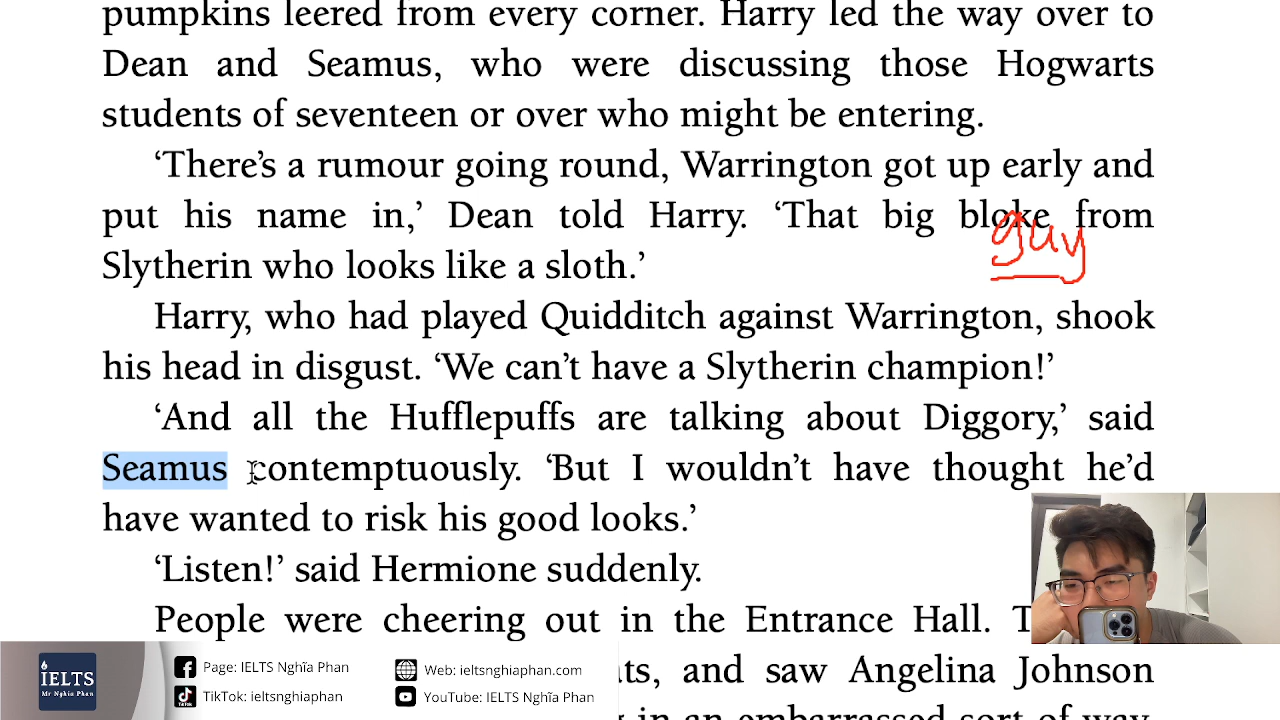 pumpkins leered from every corner. Harry led the way over to
Dean and Seamus, who were discussing those Hogwarts
students of seventeen or over who might be entering.
‘There’s a rumour going round, Warrington got up early and
put his name in,’ Dean told Harry. ‘That big bloke from
guy
Slytherin who looks like a sloth.’
Harry, who had played Quidditch against Warrington, shook
his head in disgust. ‘We can’t have a Slytherin champion!’
‘And all the Hufflepuffs are talking about Diggory,’ said
Seamus contemptuously. ‘But I wouldn’t have thought he’d
have wanted to risk his good looks.’
‘Listen!’ said Hermione suddenly.
People were cheering out in the Entrance Hall.
and saw Angelina Johnson
in an embarrassed sort of way.
IELTS
Mr Nghia Phan
Page: IELTS Nghĩa Phan
TikTok: ieltsnghiaphan
Web: ieltsnghiaphan.com
YouTube: IELTS Nghĩa Phan